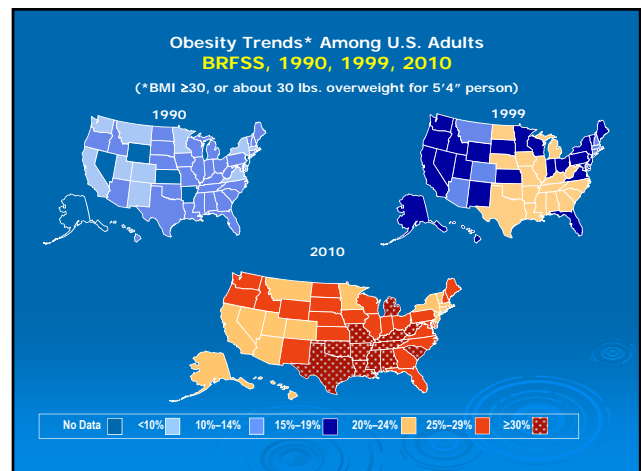 Obesity Trends* Among U.S. Adults
BRFSS, 1990, 1999, 2010
(*BMI ≥30, or about 30 lbs. overweight for 5’4” person)
1990
1999
2010
No Data <10% 10%–14% 15%–19% 20%–24% 25%–29% ≥30%